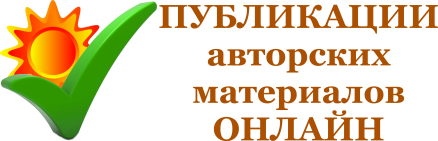 ПУБЛИКАЦИИ
авторских
материалов
ОНЛАЙН